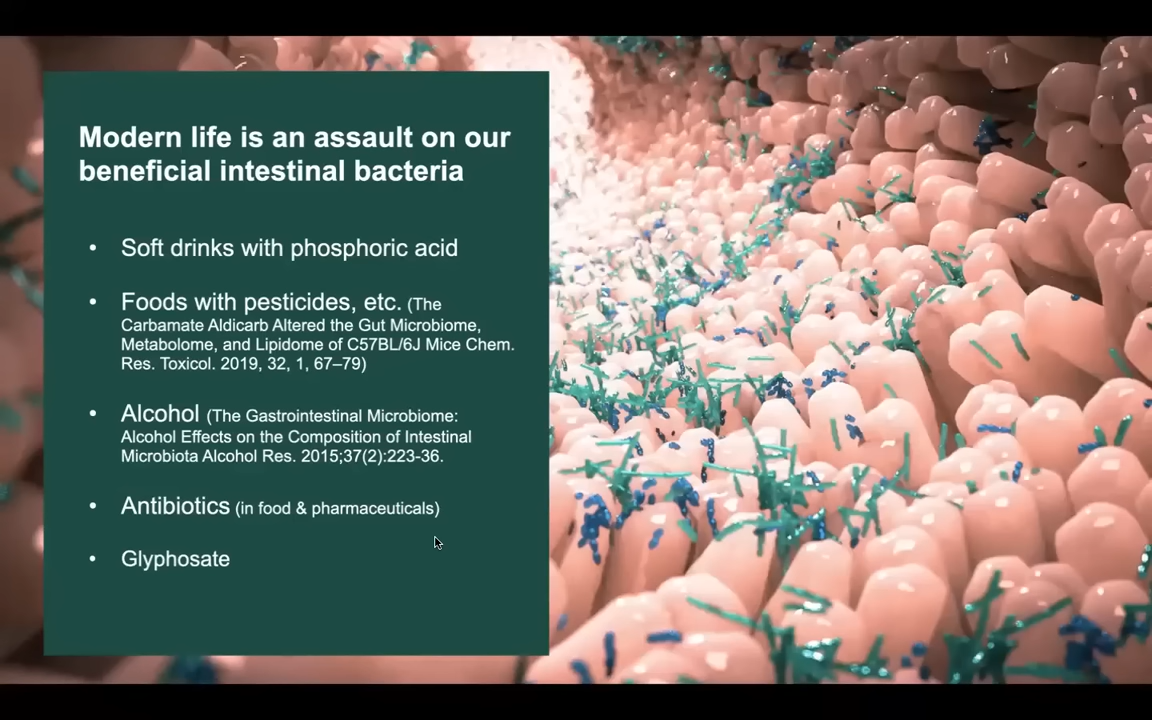 Modern life is an assault on our
beneficial intestinal bacteria
• Soft drinks with phosphoric acid
• Foods with pesticides, etc. (The
Carbamate Aldicarb Altered the Gut Microbiome,
Metabolome, and Lipidome of C57BL/6J Mice Chem.
Res. Toxicol. 2019, 32, 1, 67–79)
• Alcohol (The Gastrointestinal Microbiome:
Alcohol Effects on the Composition of Intestinal
Microbiota Alcohol Res. 2015;37(2):223-36.
• Antibiotics (in food & pharmaceuticals)
• Glyphosate